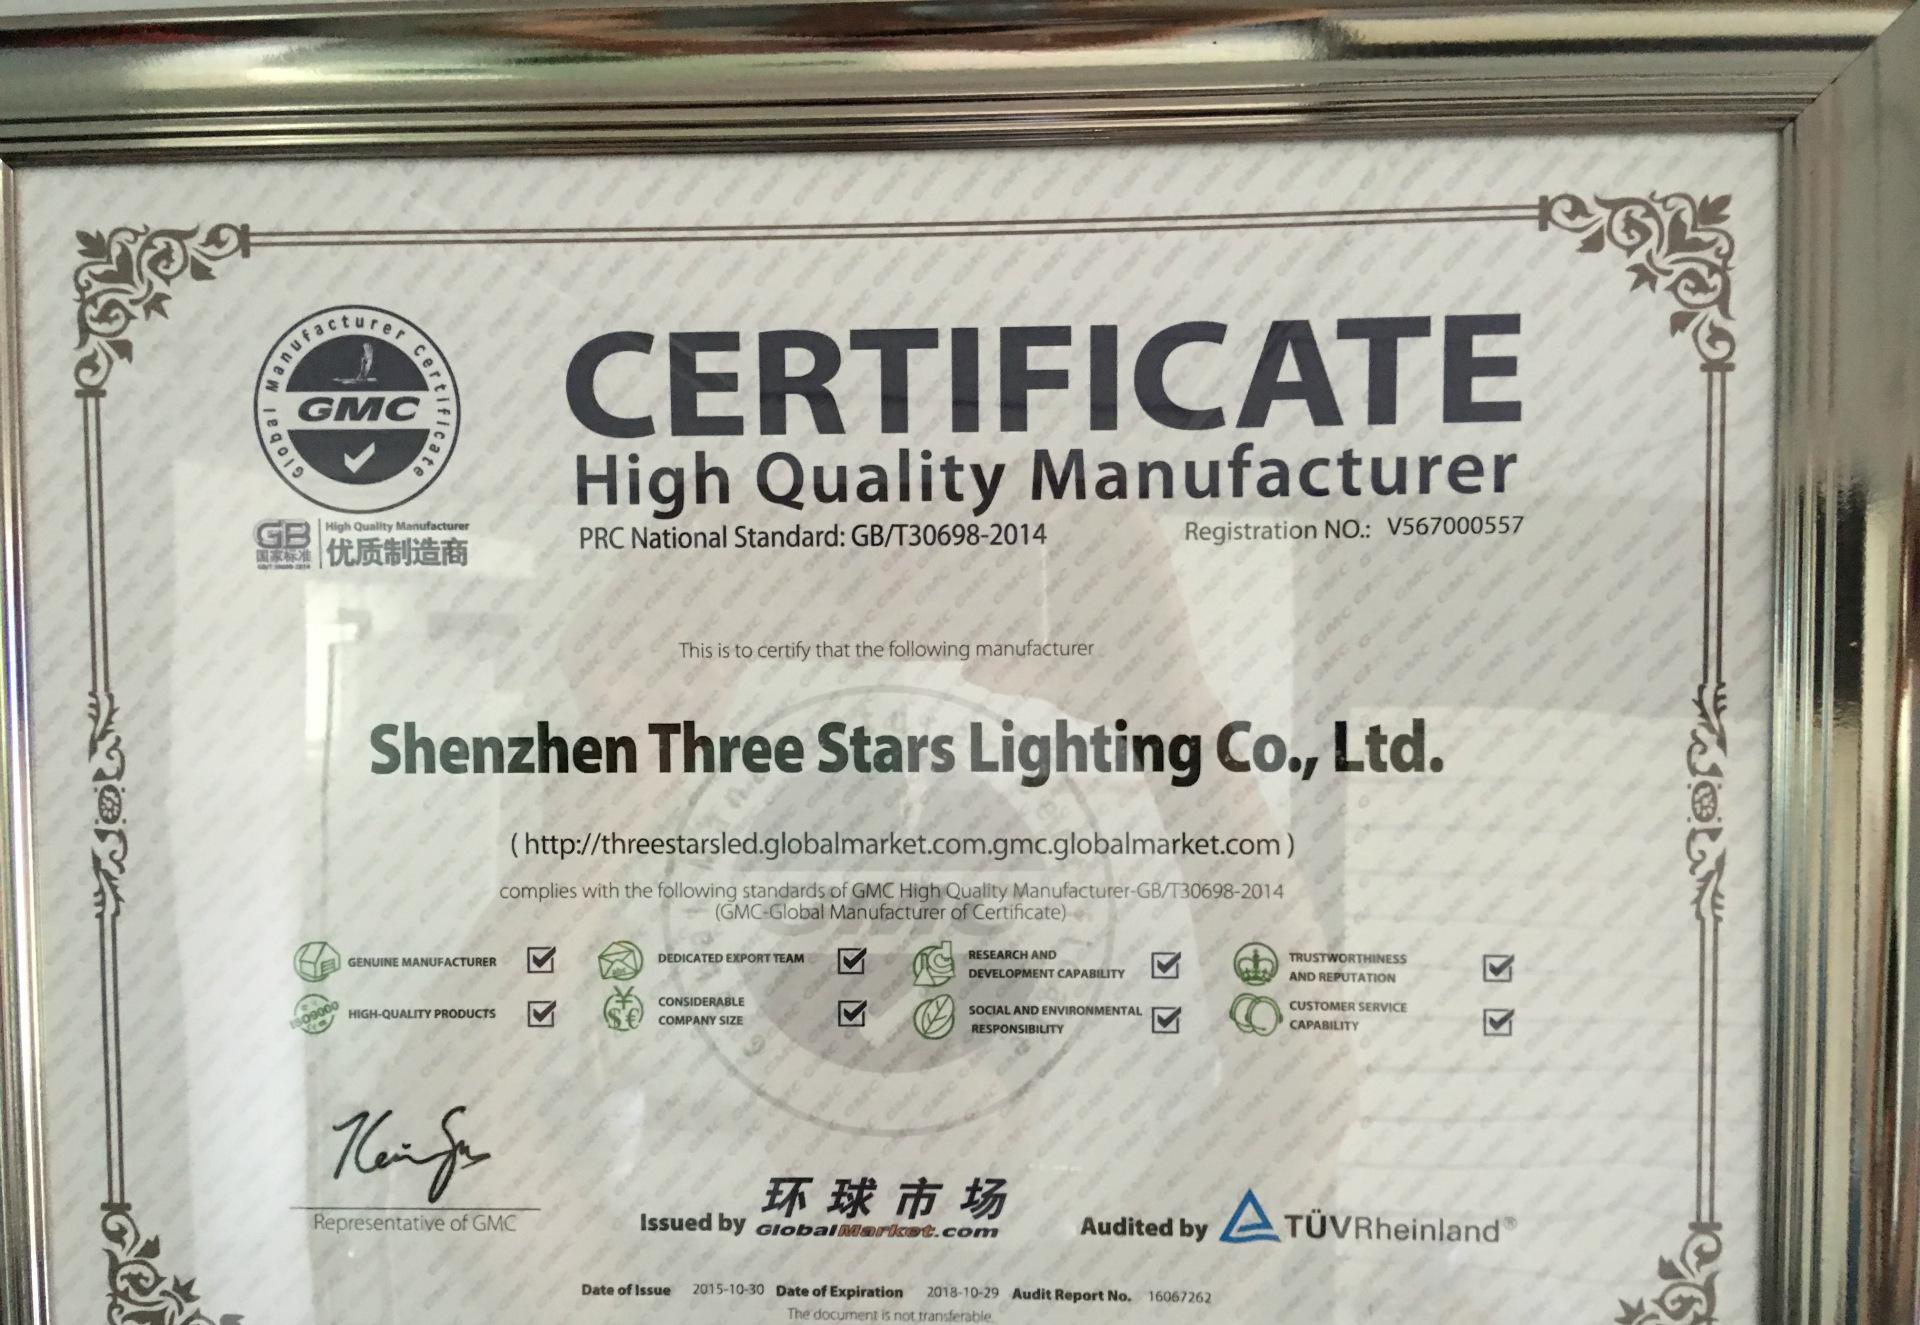 Global Manufacturer Certificate
GMC
CERTIFICATE
High Quality Manufacturer
GB
国家标准
High Quality Manufacturer
优质制造商
PRC National Standard: GB/T30698-2014
Registration NO.: V567000557
This is to certify that the following manufacturer
Shenzhen Three Stars Lighting Co., Ltd.
( http://threestarsled.globalmarket.com.gmc.globalmarket.com )
complies with the following standards of GMC High Quality Manufacturer-GB/T30698-2014
(GMC-Global Manufacturer of Certificate)
GENUINE MANUFACTURER
DEDICATED EXPORT TEAM
RESEARCH AND
DEVELOPMENT CAPABILITY
TRUSTWORTHINESS
AND REPUTATION
ISO9000
HIGH-QUALITY PRODUCTS
CONSIDERABLE
COMPANY SIZE
SOCIAL AND ENVIRONMENTAL
RESPONSIBILITY
CUSTOMER SERVICE
CAPABILITY
Representative of GMC
Issued by 环球市场
GlobalMarket.com
Audited by TÜVRheinland®
Date of Issue 2015-10-30 Date of Expiration 2018-10-29 Audit Report No. 16067262
The document is not transferable.